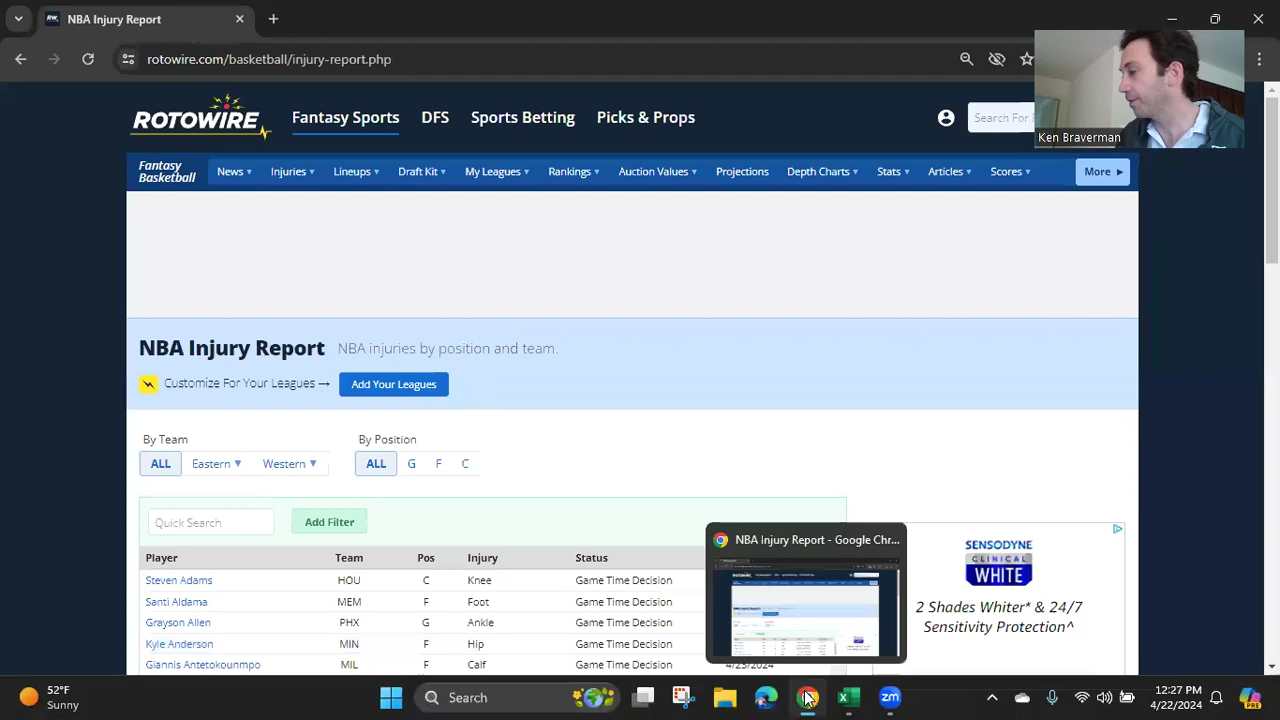 NBA Injury Report
rotowire.com/basketball/injury-report.php
Ken Braverman
ROTOWIRE
Fantasy Sports DFS Sports Betting Picks & Props
Search For
Fantasy Basketball
News Injuries Lineups Draft Kit My Leagues Rankings Auction Values Projections Depth Charts Stats Articles Scores More
NBA Injury Report NBA injuries by position and team.
Customize For Your Leagues → Add Your Leagues
By Team By Position
ALL Eastern Western ALL G F C
Quick Search Add Filter
Player Team Pos Injury Status
Steven Adams HOU C Knee Game Time Decision
Santi Aldama MEM F Foot Game Time Decision
Grayson Allen PHX G Ankle Game Time Decision
Kyle Anderson MIN F Hip Game Time Decision
Giannis Antetokounmpo MIL F Calf Game Time Decision 4/23/2024
NBA Injury Report - Google Chr...
SENSODYNE
CLINICAL
WHITE
2 Shades Whiter* & 24/7
Sensitivity Protection^
52°F
Sunny
Search
zm
12:27 PM
4/22/2024
PRE